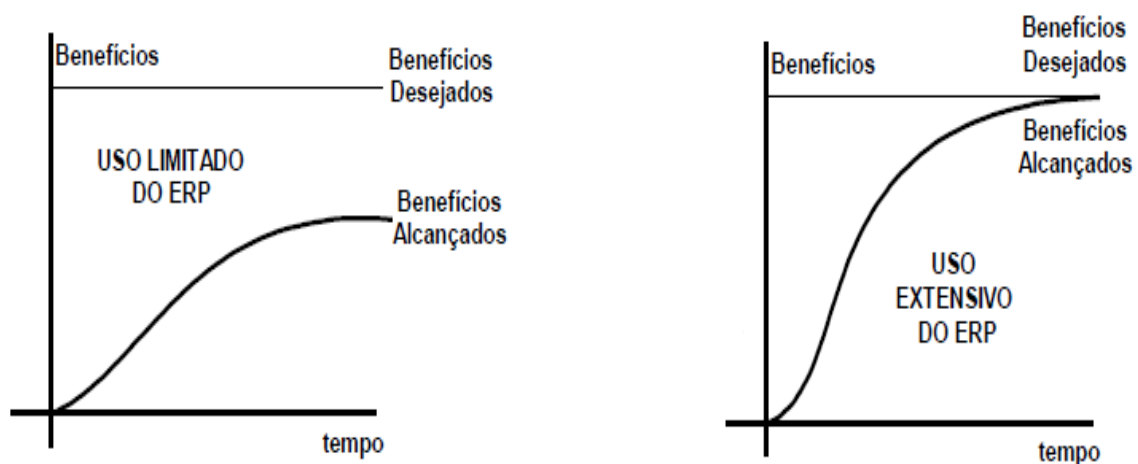 Benefícios
Benefícios
Desejados
USO LIMITADO
DO ERP
Benefícios
Alcançados
tempo
Benefícios
Desejados
Benefícios
Benefícios
Alcançados
USO
EXTENSIVO
DO ERP
tempo